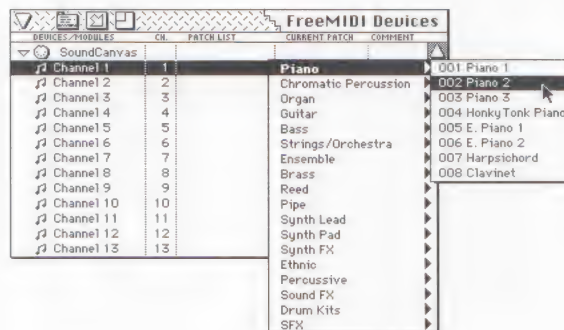 FreeMIDI Devices
DEVICES/MODULES CH. PATCH LIST CURRENT PATCH COMMENT
SoundCanvas
Channel 1 1
Channel 2 2
Channel 3 3
Channel 4 4
Channel 5 5
Channel 6 6
Channel 7 7
Channel 8 8
Channel 9 9
Channel 10 10
Channel 11 11
Channel 12 12
Channel 13 13
Piano
Chromatic Percussion
Organ
Guitar
Bass
Strings/Orchestra
Ensemble
Brass
Reed
Pipe
Synth Lead
Synth Pad
Synth FX
Ethnic
Percussive
Sound FX
Drum Kits
SFX
001 Piano 1
002 Piano 2
003 Piano 3
004 HonkyTonk Piano
005 E. Piano 1
006 E. Piano 2
007 Harpsichord
008 Clavinet